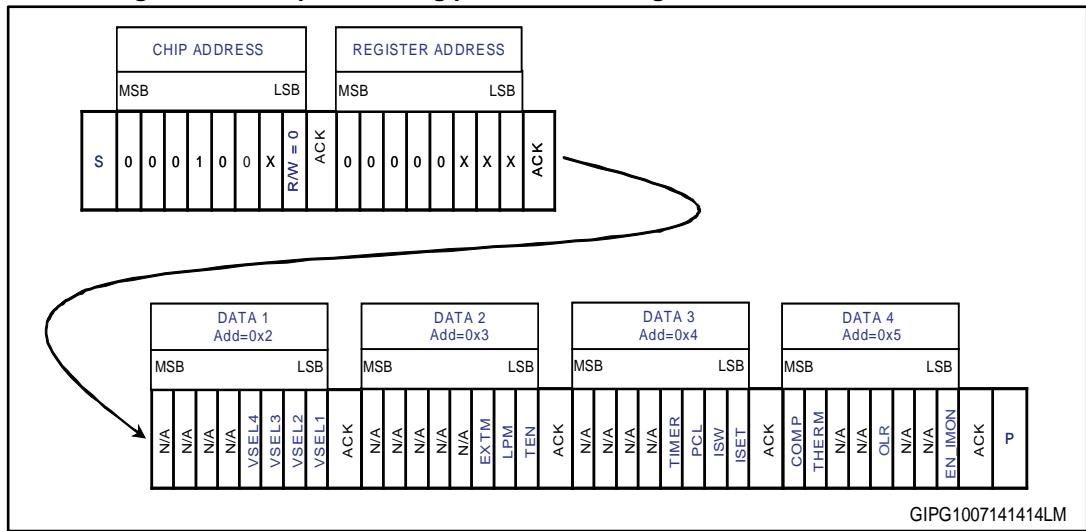 CHIP ADDRESS REGISTER ADDRESS
MSB LSB MSB LSB
S 0 0 0 1 0 0 X R/W = 0 ACK 0 0 0 0 0 X X X ACK
DATA 1 DATA 2 DATA 3 DATA 4
Add=0x2 Add=0x3 Add=0x4 Add=0x5
MSB LSB MSB LSB MSB LSB MSB LSB
N/A N/A N/A N/A VSEL4 VSEL3 VSEL2 VSEL1 ACK N/A N/A N/A N/A N/A EXTM LPM TEN ACK N/A N/A N/A N/A TIMER PCL ISW ISET ACK COMP THERM N/A N/A OLR N/A N/A EN_IMON ACK P
GIPG1007141414LM